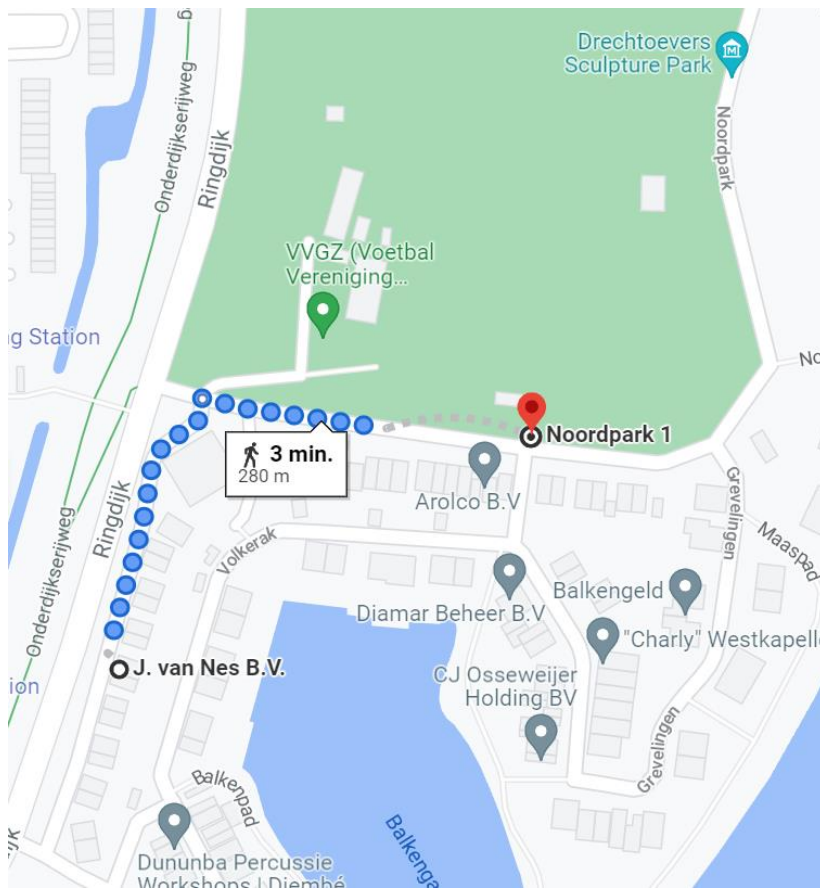 Drechtoevers
Sculpture Park
Onderdijkserijweg
Ringdijk
Noordpark
VVGZ (Voetbal
Vereniging...
g Station
No
Noordpark 1
3 min.
280 m
Arolco B.V
Grevelingen
Maaspad
Ringdijk
Volkerak
Onderdijkserijweg
Diamar Beheer B.V
Balkengeld
"Charly" Westkapelle
J. van Nes B.V.
ion
CJ Osseweijer
Holding BV
Grevelingen
Balkenpad
Balkenga
Dununba Percussie
Workshops | Djembé